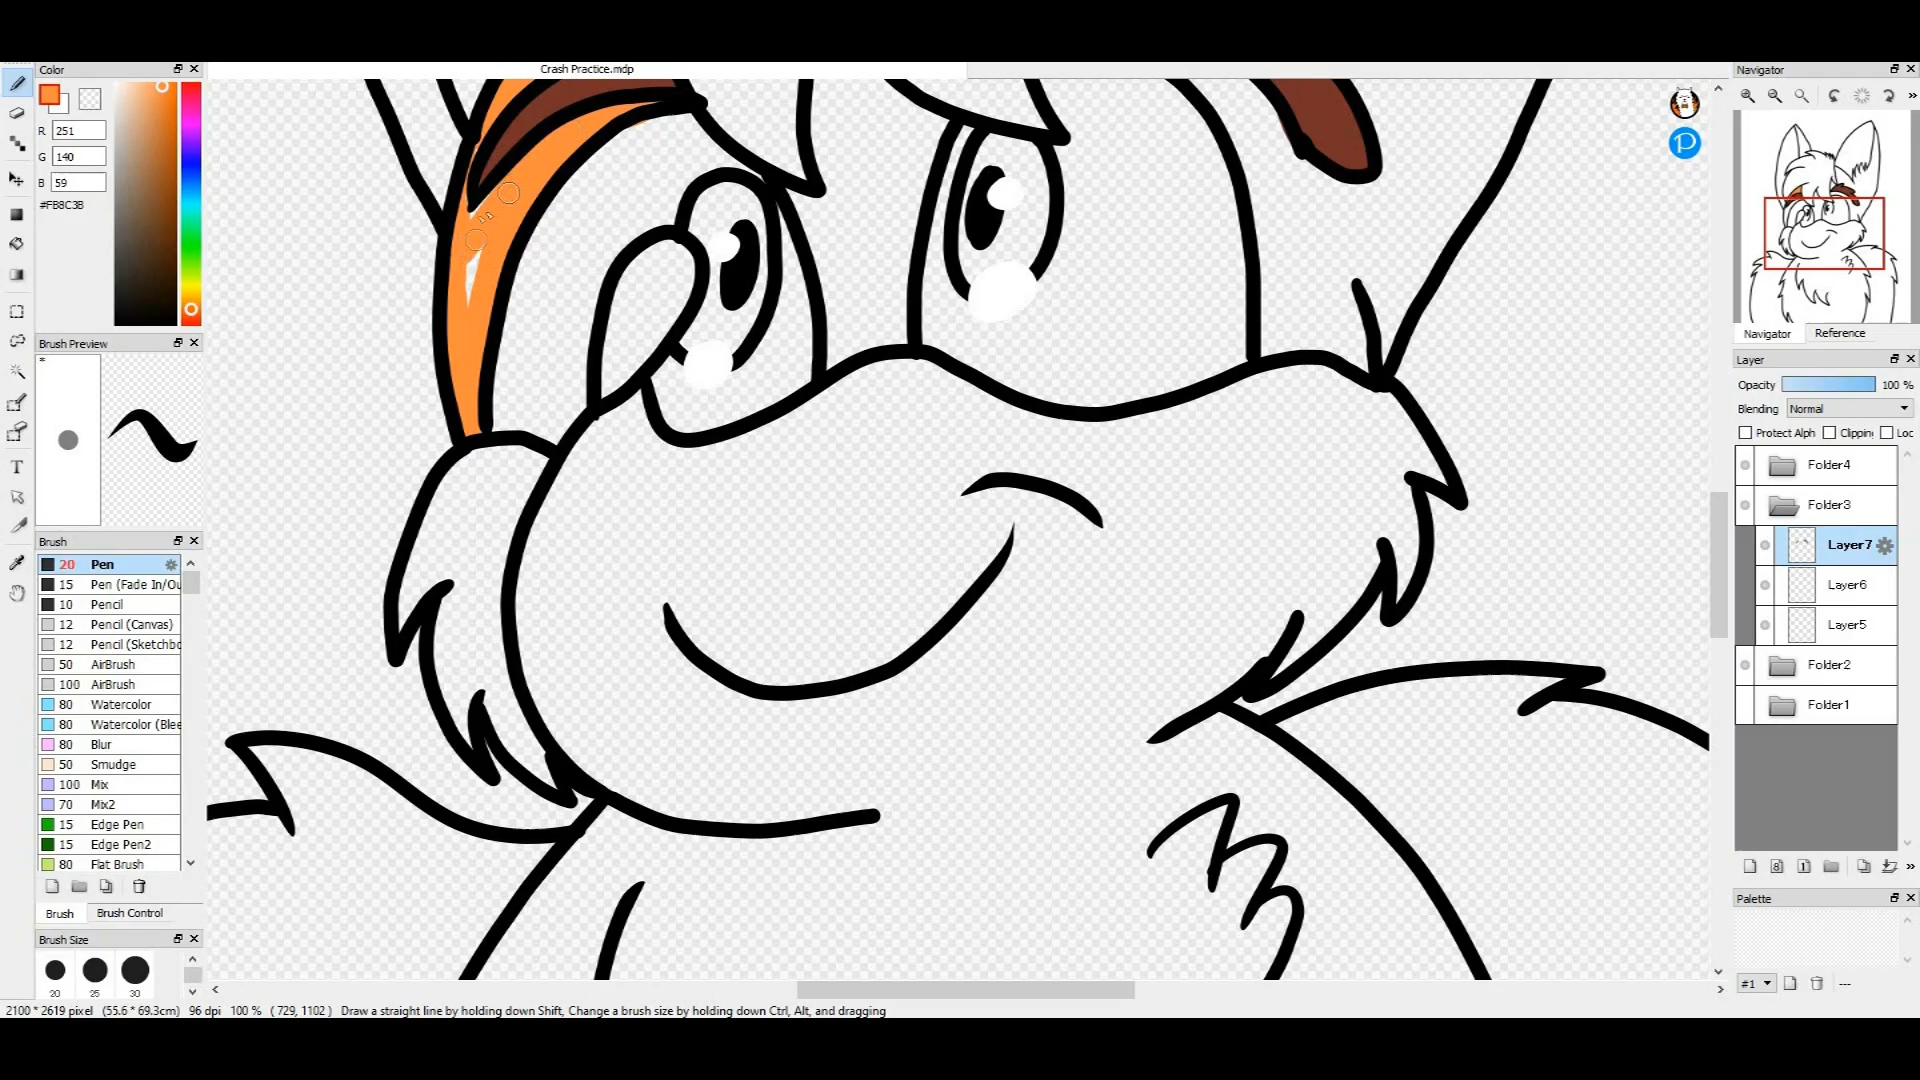 Crash Practice.mdp
Color
R 251
G 140
B 59
#FB8C3B
Brush Preview
*
Brush
20 Pen
15 Pen (Fade In/Ou
10 Pencil
12 Pencil (Canvas)
12 Pencil (Sketchbo
50 AirBrush
100 AirBrush
80 Watercolor
80 Watercolor (Blee
80 Blur
50 Smudge
100 Mix
70 Mix2
15 Edge Pen
15 Edge Pen2
80 Flat Brush
Brush Brush Control
Brush Size
20 25 30
T
P
Navigator
Navigator Reference
Layer
Opacity 100 %
Blending Normal
Protect Alph Clippin Loc
Folder4
Folder3
Layer7
Layer6
Layer5
Folder2
Folder1
8 1
Palette
#1 ---
2100 * 2619 pixel (55.6 * 69.3cm) 96 dpi 100 % ( 729, 1102 ) Draw a straight line by holding down Shift, Change a brush size by holding down Ctrl, Alt, and dragging